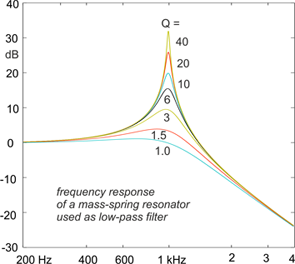 40
Q =
dB
40
30
20
20
10
10
6
3
1.5
0
1.0
-10
frequency response
of a mass-spring resonator
used as low-pass filter
-20
-30
200 Hz 400 600 1 kHz 2 3 4